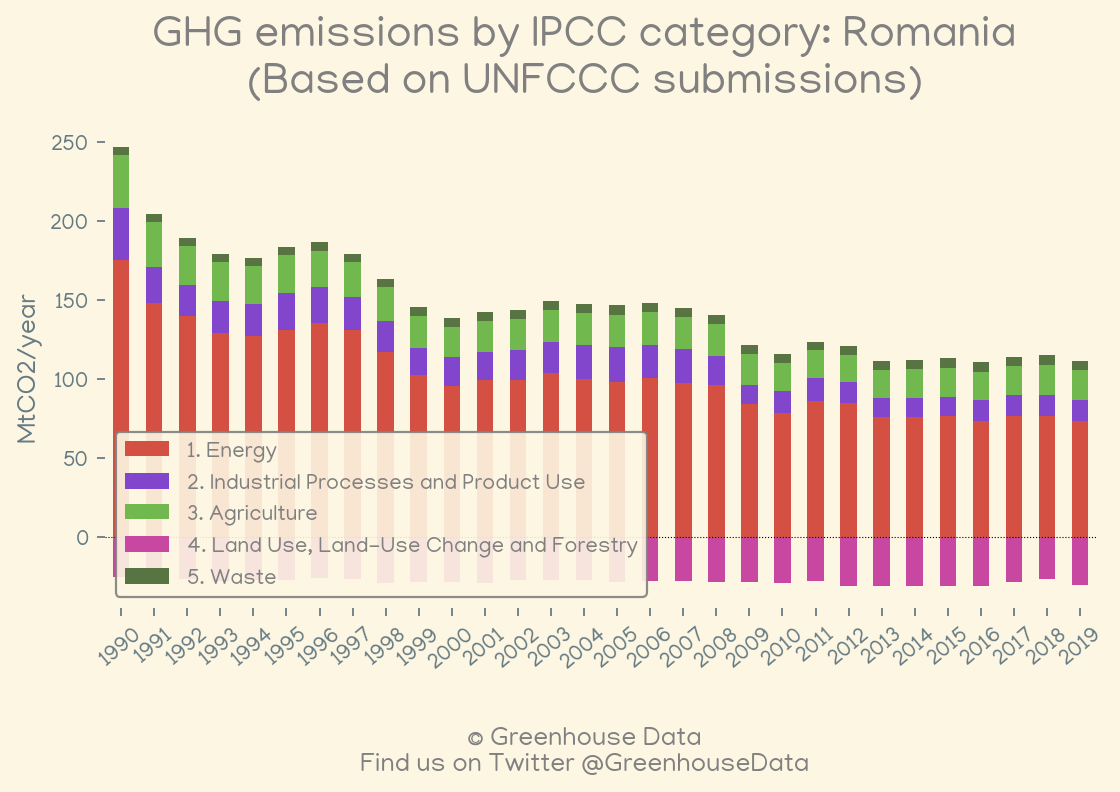 GHG emissions by IPCC category: Romania
(Based on UNFCCC submissions)
MtCO2/year
250
200
150
100
50
0
1. Energy
2. Industrial Processes and Product Use
3. Agriculture
4. Land Use, Land-Use Change and Forestry
5. Waste
1990 1991 1992 1993 1994 1995 1996 1997 1998 1999 2000 2001 2002 2003 2004 2005 2006 2007 2008 2009 2010 2011 2012 2013 2014 2015 2016 2017 2018 2019
© Greenhouse Data
Find us on Twitter @GreenhouseData